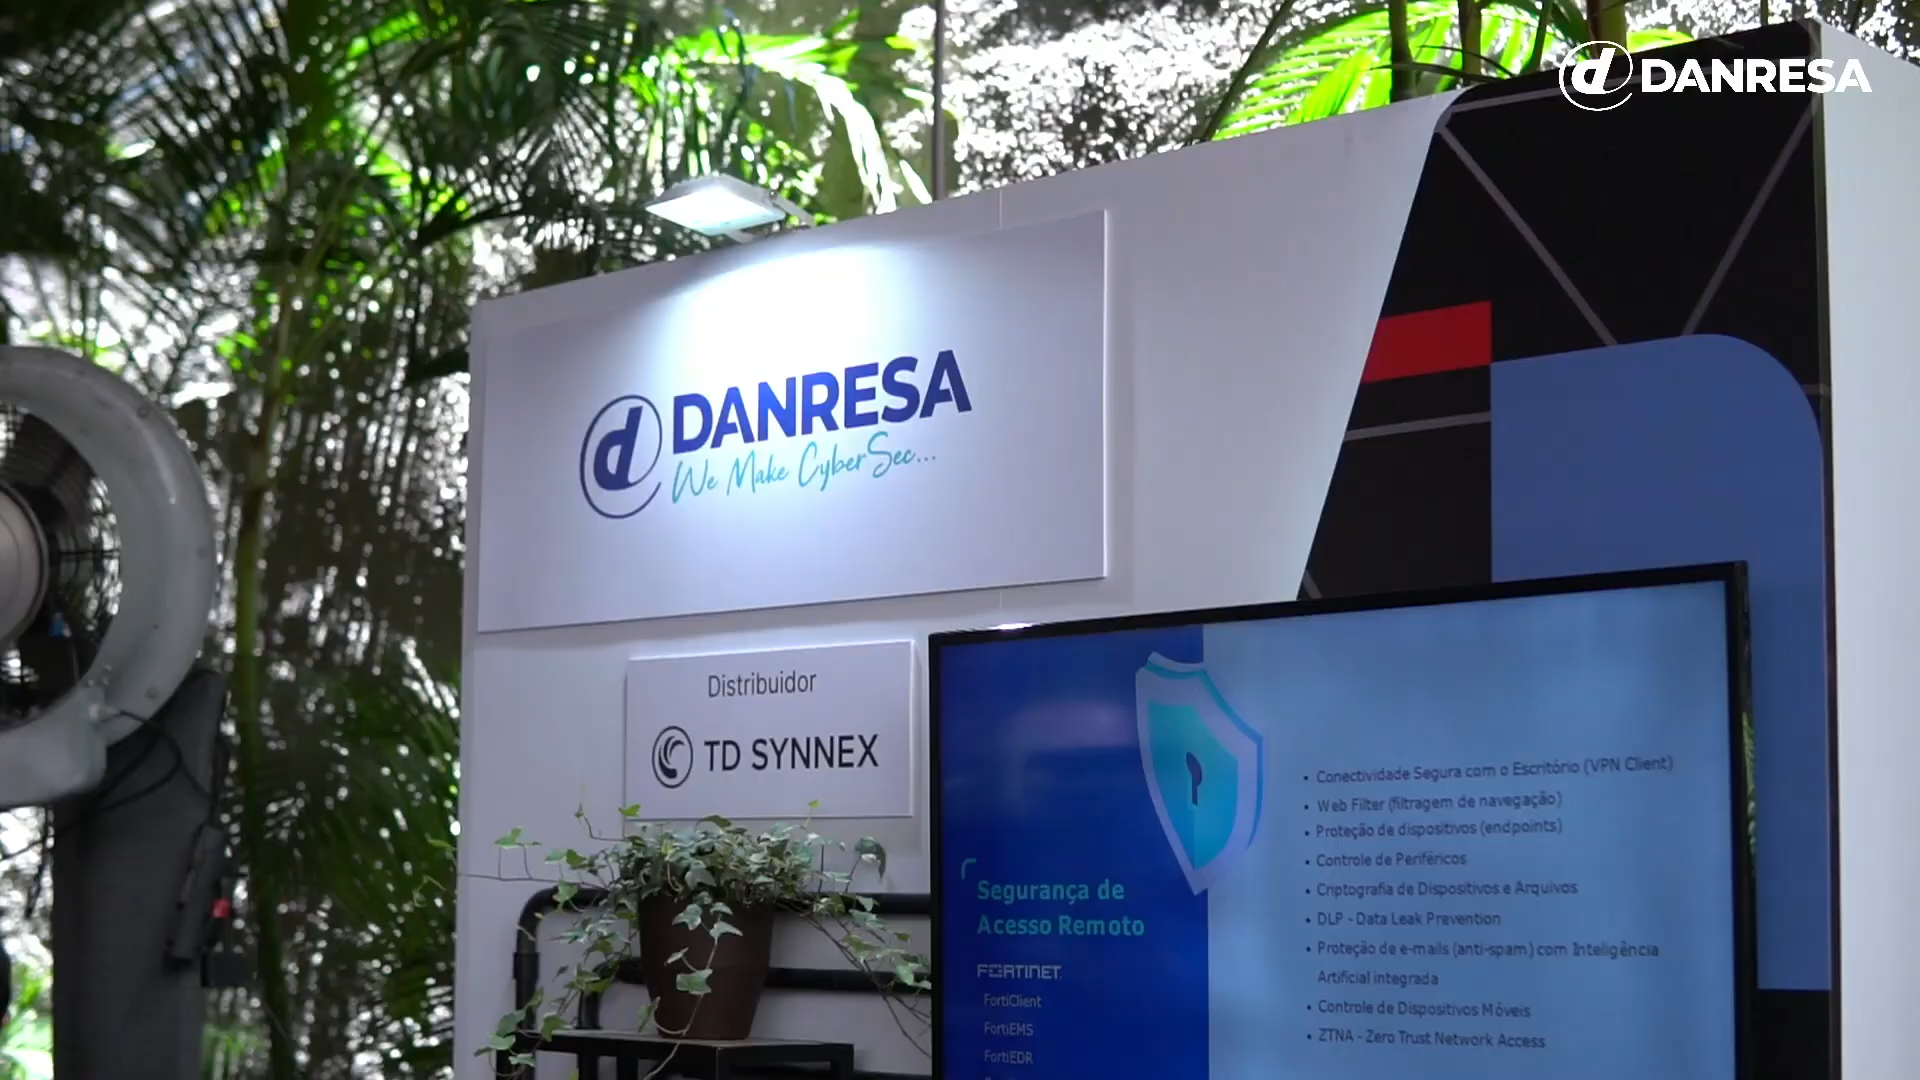 DANRESA
DANRESA
We Make CyberSec...
Distribuidor
TD SYNNEX
Segurança de
Acesso Remoto
FORTINET
FortiClient
FortiEMS
FortiEDR
• Conectividade Segura com o Escritório (VPN Client)
• Web Filter (filtragem de navegação)
• Proteção de dispositivos (endpoints)
• Controle de Periféricos
• Criptografia de Dispositivos e Arquivos
• DLP - Data Leak Prevention
• Proteção de e-mails (anti-spam) com Inteligência
Artificial integrada
• Controle de Dispositivos Móveis
• ZTNA - Zero Trust Network Access